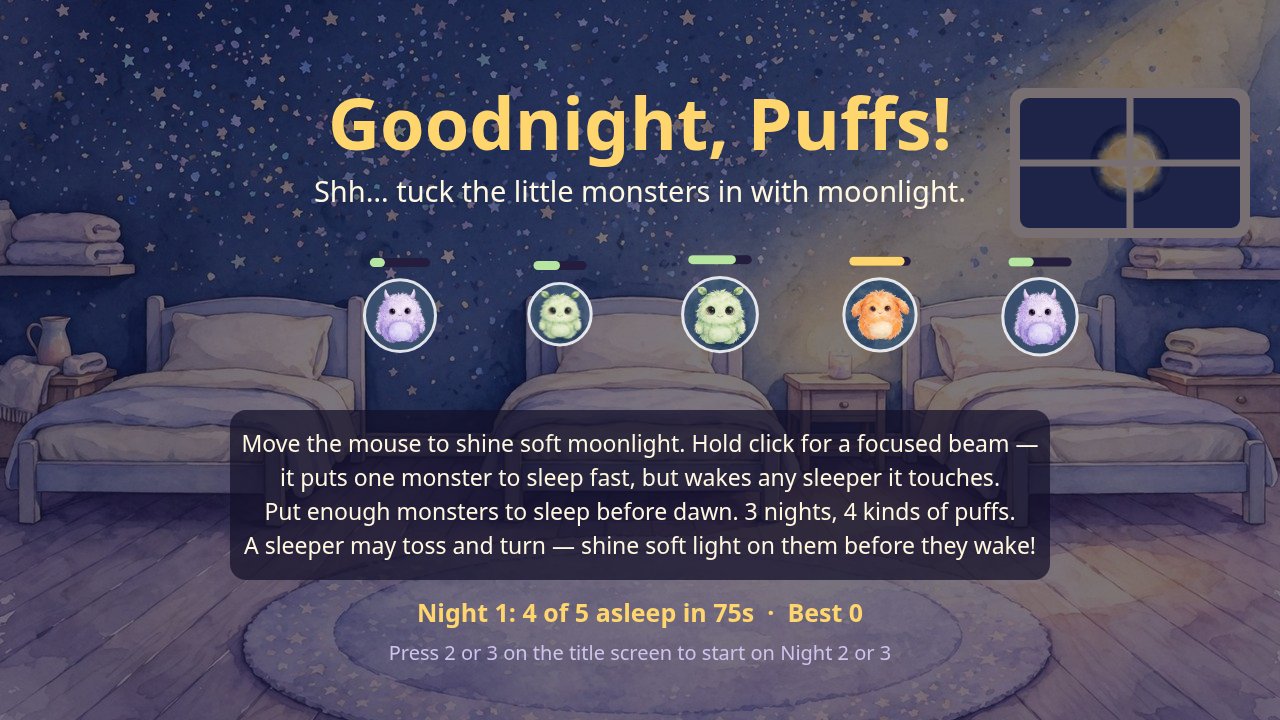 Goodnight, Puffs!
Shh... tuck the little monsters in with moonlight.
Move the mouse to shine soft moonlight. Hold click for a focused beam —
it puts one monster to sleep fast, but wakes any sleeper it touches.
Put enough monsters to sleep before dawn. 3 nights, 4 kinds of puffs.
A sleeper may toss and turn — shine soft light on them before they wake!
Night 1: 4 of 5 asleep in 75s · Best 0
Press 2 or 3 on the title screen to start on Night 2 or 3